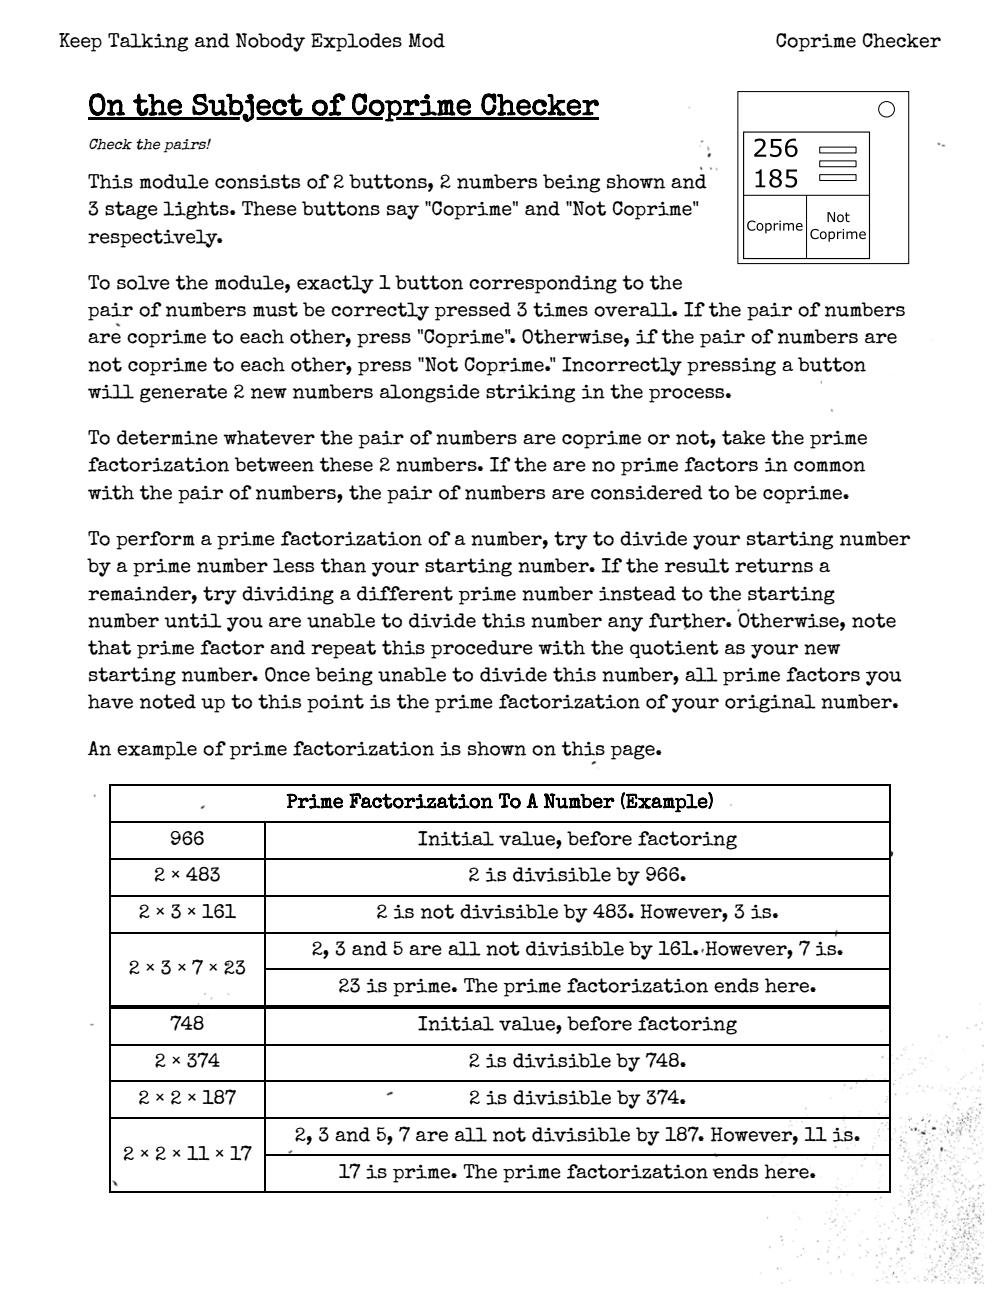 Keep Talking and Nobody Explodes Mod
Coprime Checker
On the Subject of Coprime Checker
Check the pairs!
256
185
Coprime
Not
Coprime
This module consists of 2 buttons, 2 numbers being shown and
3 stage lights. These buttons say "Coprime" and "Not Coprime"
respectively.
To solve the module, exactly 1 button corresponding to the
pair of numbers must be correctly pressed 3 times overall. If the pair of numbers
are coprime to each other, press "Coprime". Otherwise, if the pair of numbers are
not coprime to each other, press "Not Coprime." Incorrectly pressing a button
will generate 2 new numbers alongside striking in the process.
To determine whatever the pair of numbers are coprime or not, take the prime
factorization between these 2 numbers. If the are no prime factors in common
with the pair of numbers, the pair of numbers are considered to be coprime.
To perform a prime factorization of a number, try to divide your starting number
by a prime number less than your starting number. If the result returns a
remainder, try dividing a different prime number instead to the starting
number until you are unable to divide this number any further. Otherwise, note
that prime factor and repeat this procedure with the quotient as your new
starting number. Once being unable to divide this number, all prime factors you
have noted up to this point is the prime factorization of your original number.
An example of prime factorization is shown on this page.
Prime Factorization To A Number (Example)
966 Initial value, before factoring
2 × 483 2 is divisible by 966.
2 × 3 × 161 2 is not divisible by 483. However, 3 is.
2 × 3 × 7 × 23 2, 3 and 5 are all not divisible by 161. However, 7 is.
23 is prime. The prime factorization ends here.
748 Initial value, before factoring
2 × 374 2 is divisible by 748.
2 × 2 × 187 2 is divisible by 374.
2 × 2 × 11 × 17 2, 3 and 5, 7 are all not divisible by 187. However, 11 is.
17 is prime. The prime factorization ends here.